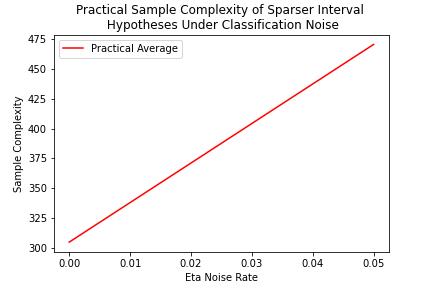 Practical Sample Complexity of Sparser Interval
Hypotheses Under Classification Noise
Practical Average
Sample Complexity
475
450
425
400
375
350
325
300
0.00 0.01 0.02 0.03 0.04 0.05
Eta Noise Rate